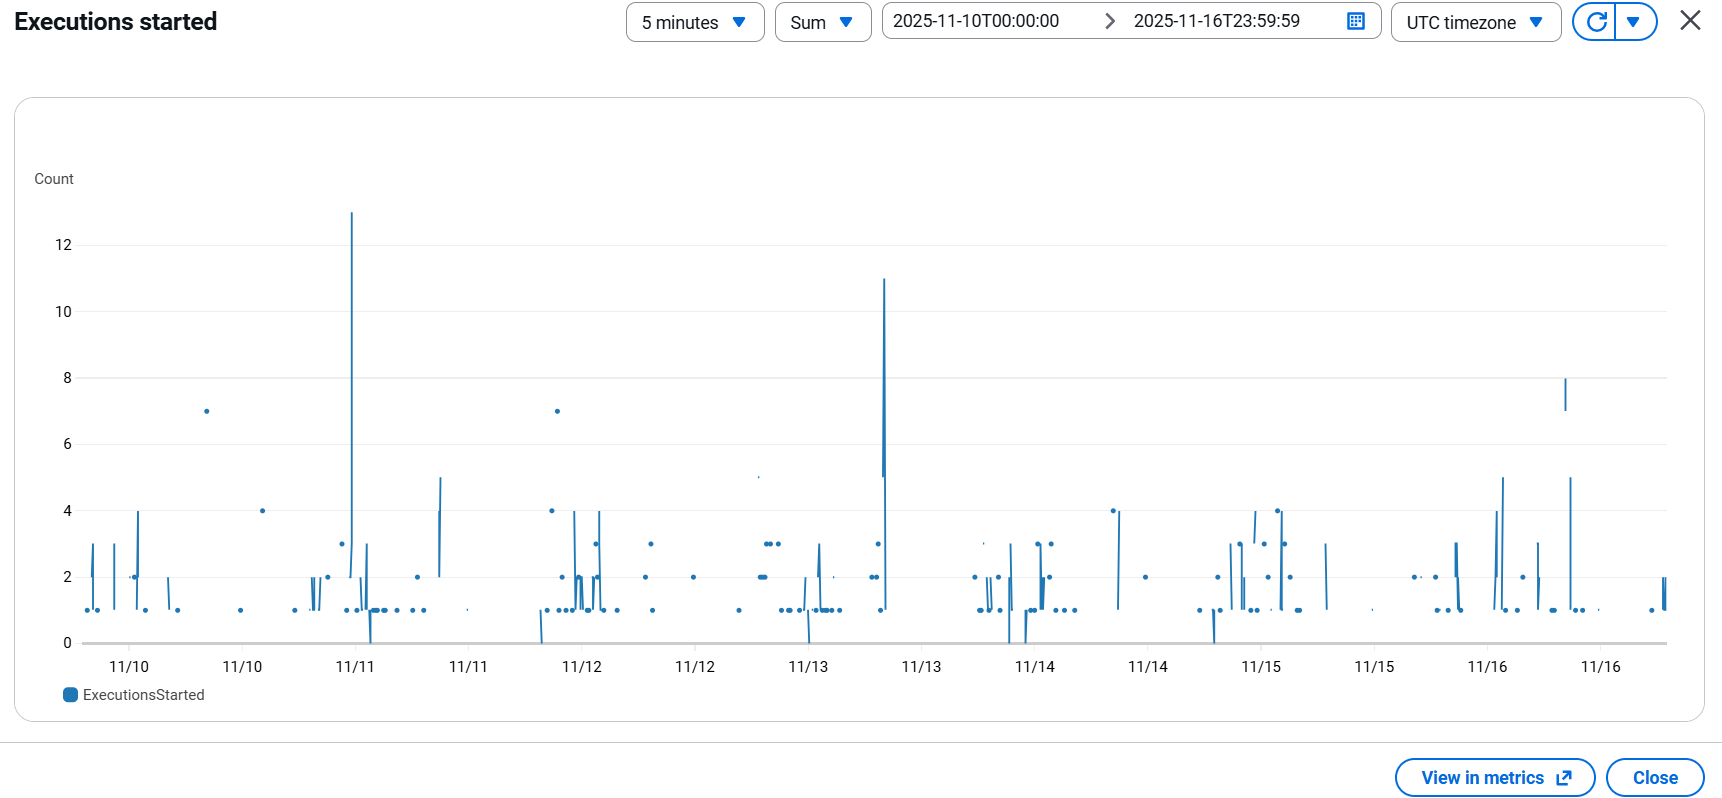 Executions started
5 minutes
Sum
2025-11-10T00:00:00
2025-11-16T23:59:59
UTC timezone
Count
12
10
8
6
4
2
0
11/10 11/10 11/11 11/11 11/12 11/12 11/13 11/13 11/14 11/14 11/15 11/15 11/16 11/16
ExecutionsStarted
View in metrics
Close